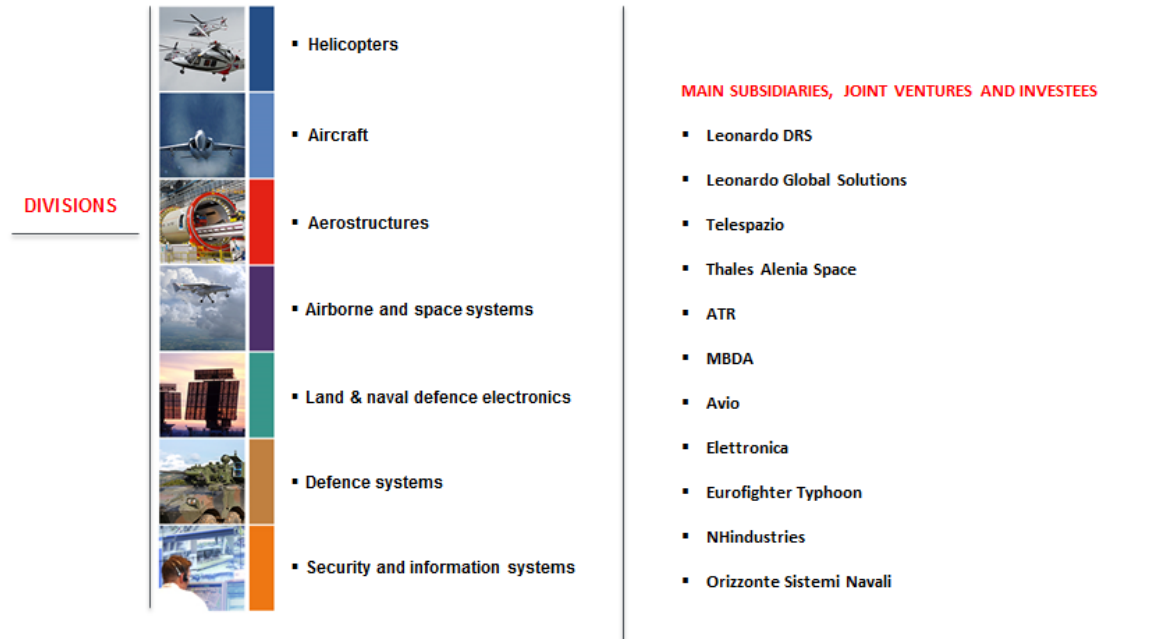 DIVISIONS
▪ Helicopters
▪ Aircraft
▪ Aerostructures
▪ Airborne and space systems
▪ Land & naval defence electronics
▪ Defence systems
▪ Security and information systems
MAIN SUBSIDIARIES, JOINT VENTURES AND INVESTEES
▪ Leonardo DRS
▪ Leonardo Global Solutions
▪ Telespazio
▪ Thales Alenia Space
▪ ATR
▪ MBDA
▪ Avio
▪ Elettronica
▪ Eurofighter Typhoon
▪ NHindustries
▪ Orizzonte Sistemi Navali